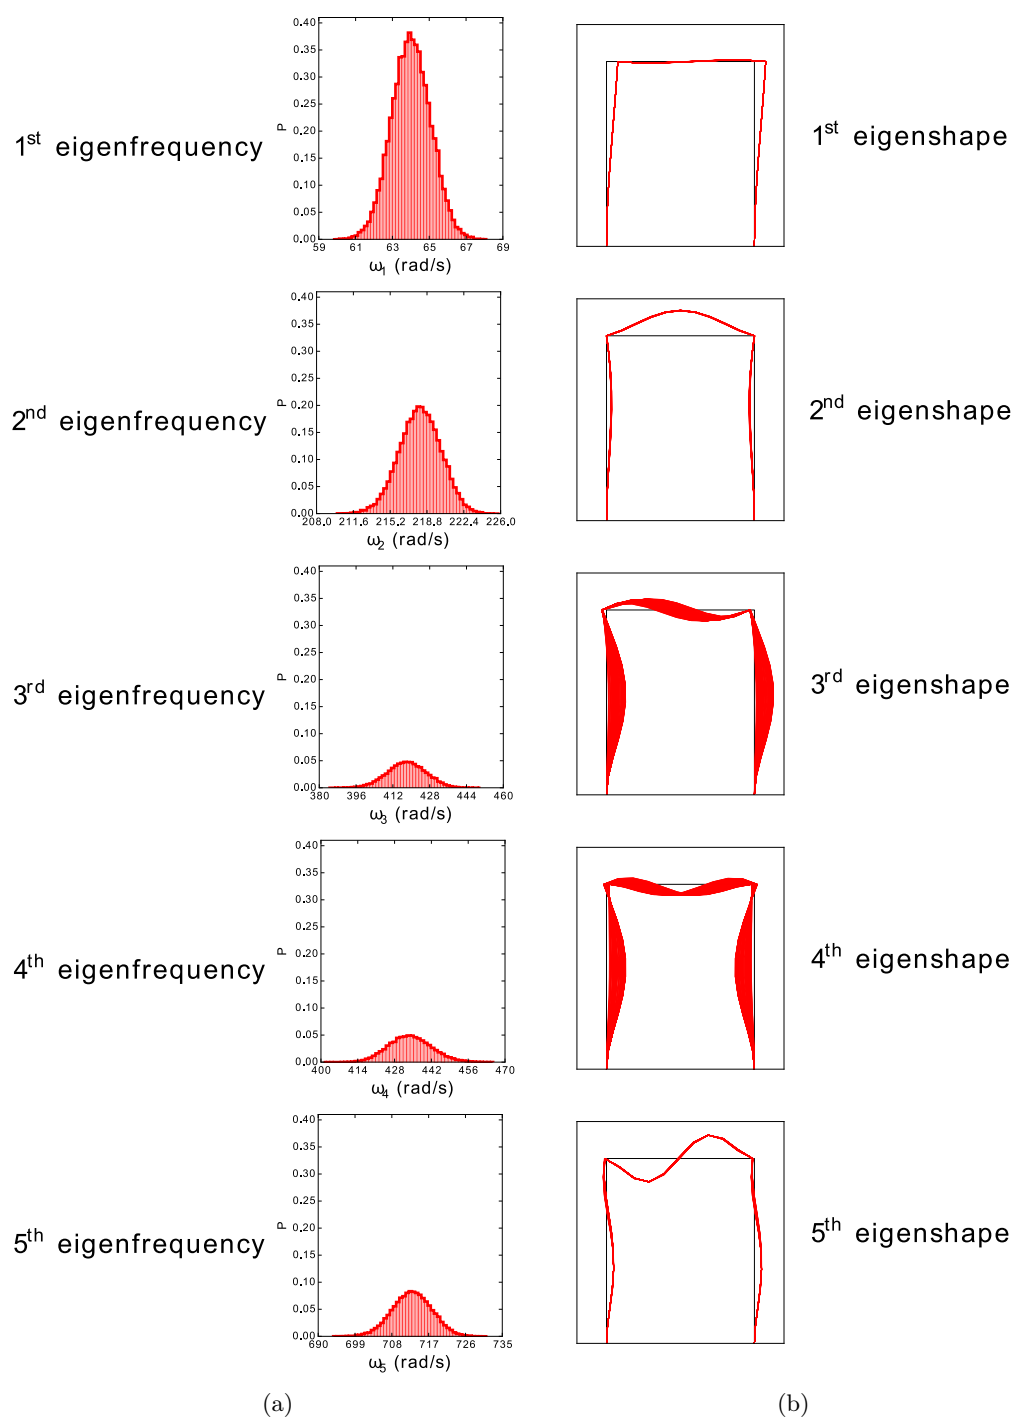 0.40
0.35
0.30
0.25
0.20
0.15
0.10
0.05
0.00
P
59 61 63 65 67 69
ω1 (rad/s)
1st eigenfrequency
1st eigenshape
0.40
0.35
0.30
0.25
0.20
0.15
0.10
0.05
0.00
P
208.0 211.6 215.2 218.8 222.4 226.0
ω2 (rad/s)
2nd eigenfrequency
2nd eigenshape
0.40
0.35
0.30
0.25
0.20
0.15
0.10
0.05
0.00
P
380 396 412 428 444 460
ω3 (rad/s)
3rd eigenfrequency
3rd eigenshape
0.40
0.35
0.30
0.25
0.20
0.15
0.10
0.05
0.00
P
400 414 428 442 456 470
ω4 (rad/s)
4th eigenfrequency
4th eigenshape
0.40
0.35
0.30
0.25
0.20
0.15
0.10
0.05
0.00
P
690 699 708 717 726 735
ω5 (rad/s)
5th eigenfrequency
5th eigenshape
(a) (b)